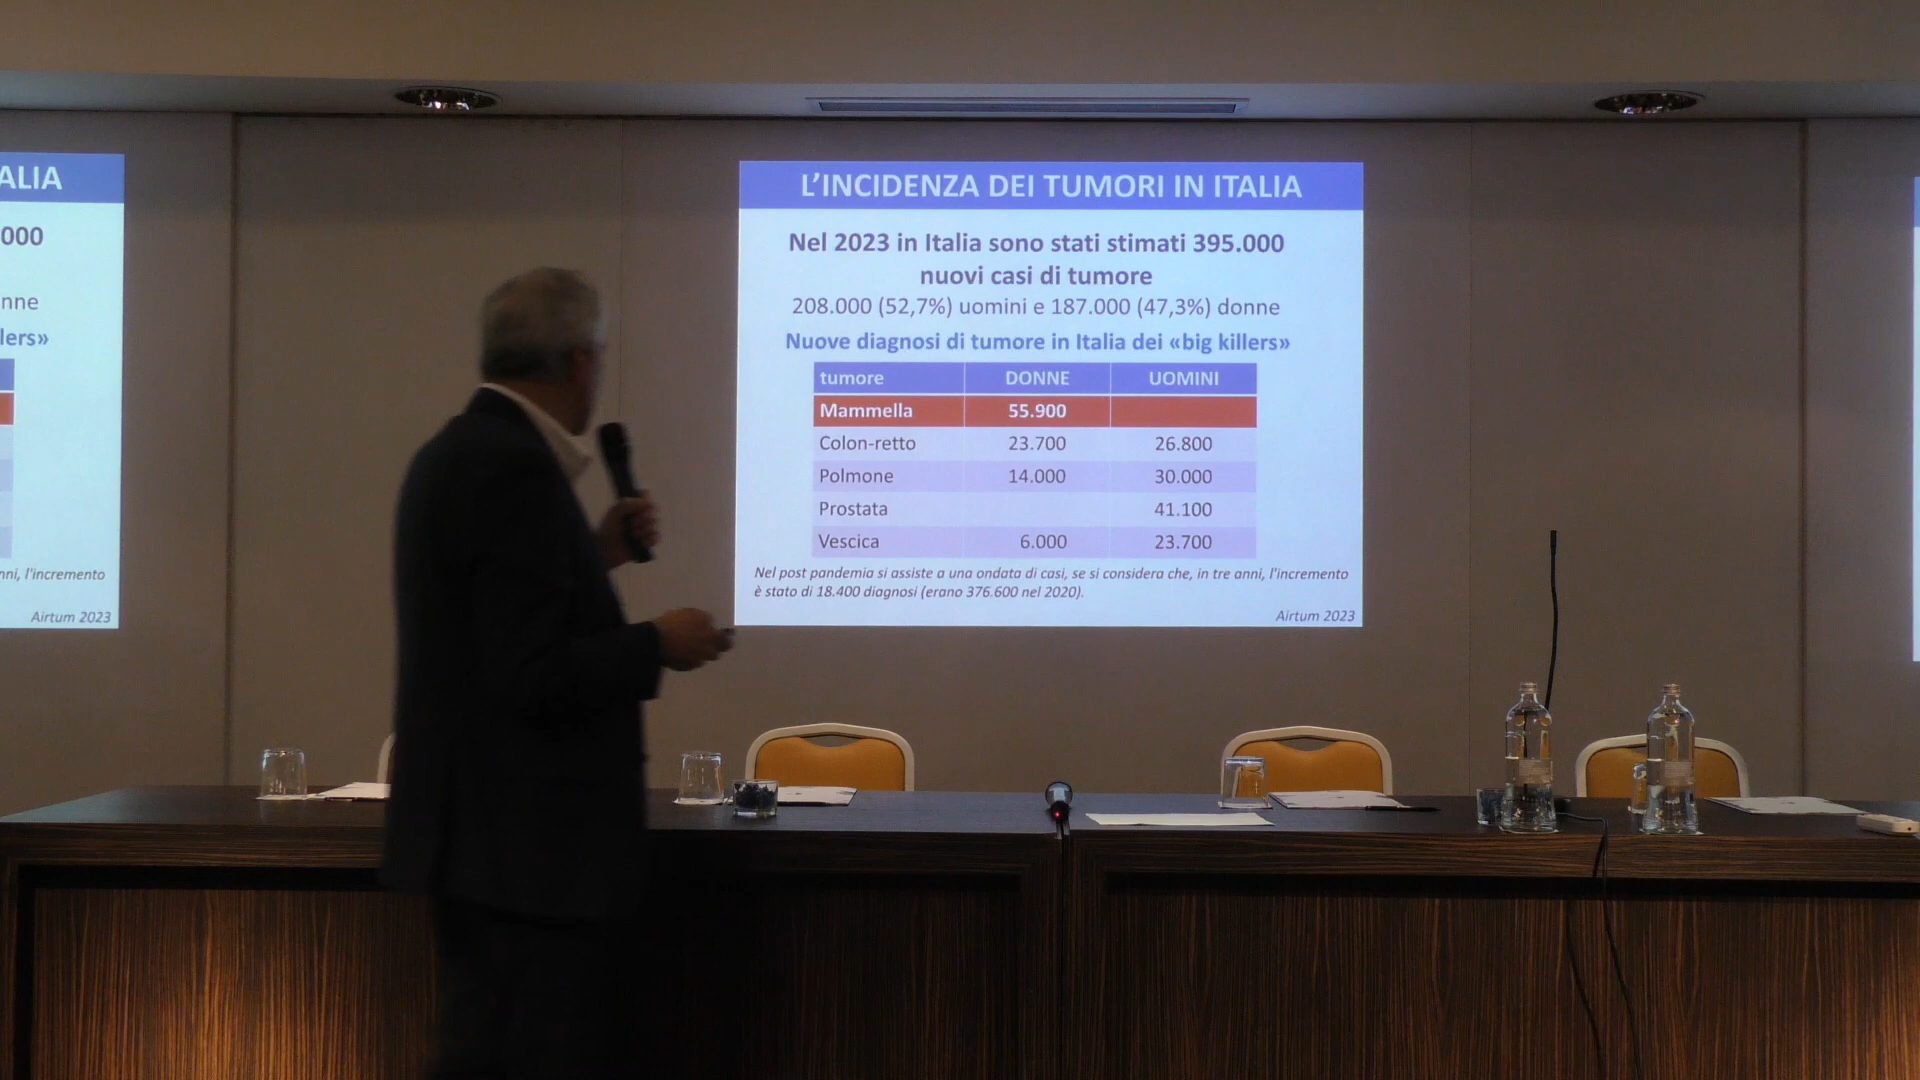 ALIA
000
nne
lers»
nni, l'incremento
Airtum 2023
L'INCIDENZA DEI TUMORI IN ITALIA
Nel 2023 in Italia sono stati stimati 395.000
nuovi casi di tumore
208.000 (52,7%) uomini e 187.000 (47,3%) donne
Nuove diagnosi di tumore in Italia dei «big killers»
tumore DONNE UOMINI
Mammella 55.900
Colon-retto 23.700 26.800
Polmone 14.000 30.000
Prostata 41.100
Vescica 6.000 23.700
Nel post pandemia si assiste a una ondata di casi, se si considera che, in tre anni, l'incremento
è stato di 18.400 diagnosi (erano 376.600 nel 2020).
Airtum 2023